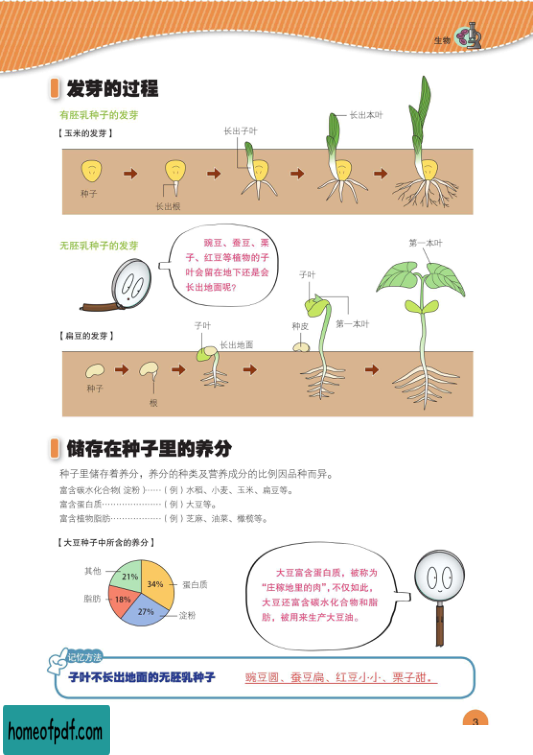 生物
发芽的过程
有胚乳种子的发芽
【玉米的发芽】
长出子叶
长出本叶
种子
长出根
无胚乳种子的发芽
豌豆、蚕豆、栗
子、红豆等植物的子
叶会留在地下还是会
长出地面呢?
第一本叶
子叶
【扁豆的发芽】
子叶
长出地面
种皮
第一本叶
种子
根
储存在种子里的养分
种子里储存着养分，养分的种类及营养成分的比例因品种而异。
富含碳水化合物(淀粉)……(例)水稻、小麦、玉米、扁豆等。
富含蛋白质…………………(例)大豆等。
富含植物脂肪………………(例)芝麻、油菜、橄榄等。
【大豆种子中所含的养分】
其他
21%
34%
蛋白质
脂肪
18%
27%
淀粉
大豆富含蛋白质，被称为
“庄稼地里的肉”,不仅如此，
大豆还富含碳水化合物和脂
肪，被用来生产大豆油。
记忆方法
子叶不长出地面的无胚乳种子
豌豆圆、蚕豆扁、红豆小小、栗子甜。
3
homeofpdf.com